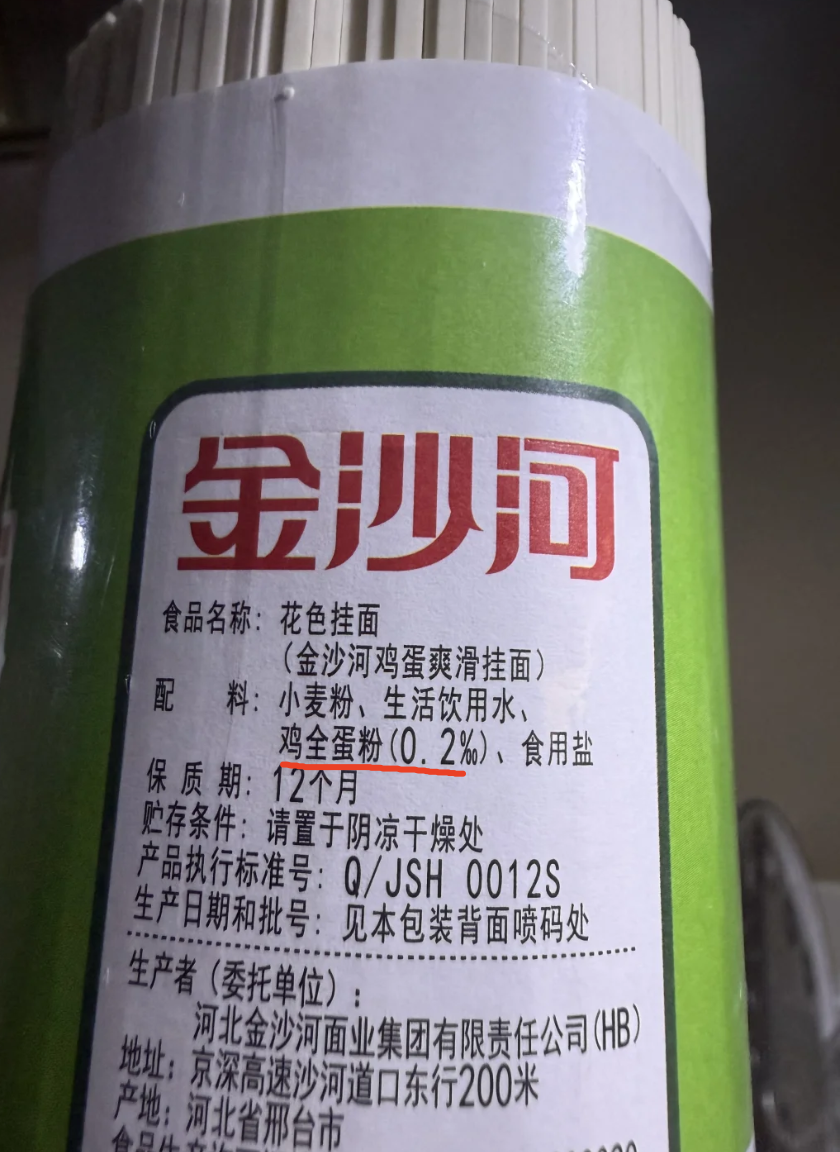 金沙河
食品名称：花色挂面
（金沙河鸡蛋爽滑挂面）
配 料：小麦粉、生活饮用水、
鸡全蛋粉(0.2‰)、食用盐
保 质 期：12个月
贮存条件：请置于阴凉干燥处
产品执行标准号：Q/JSH 0012S
生产日期和批号：见本包装背面喷码处
生产者（委托单位）：
河北金沙河面业集团有限责任公司(HB)
地址：京深高速沙河道口东行200米
产地：河北省邢台市